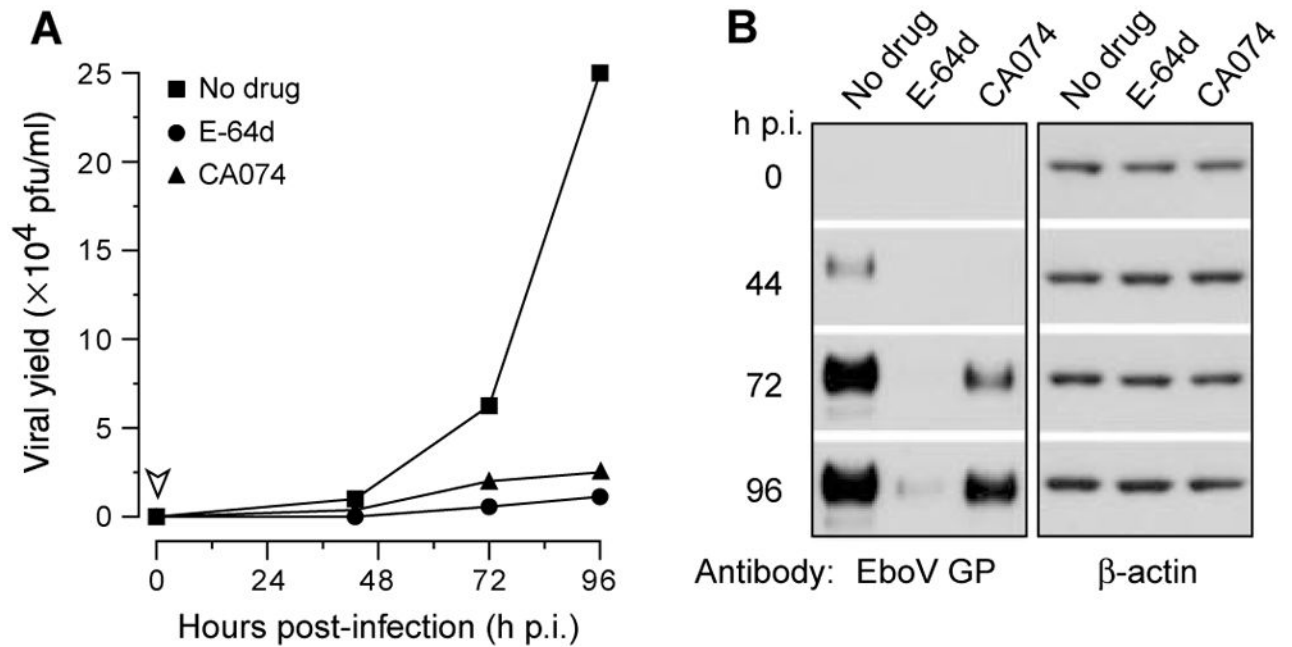 A
25
20
15
10
5
0
Viral yield (×10⁴ pfu/ml)
No drug
E-64d
CA074
0 24 48 72 96
Hours post-infection (h p.i.)
B
No drug E-64d CA074 No drug E-64d CA074
h p.i.
0
44
72
96
Antibody: EboV GP β-actin